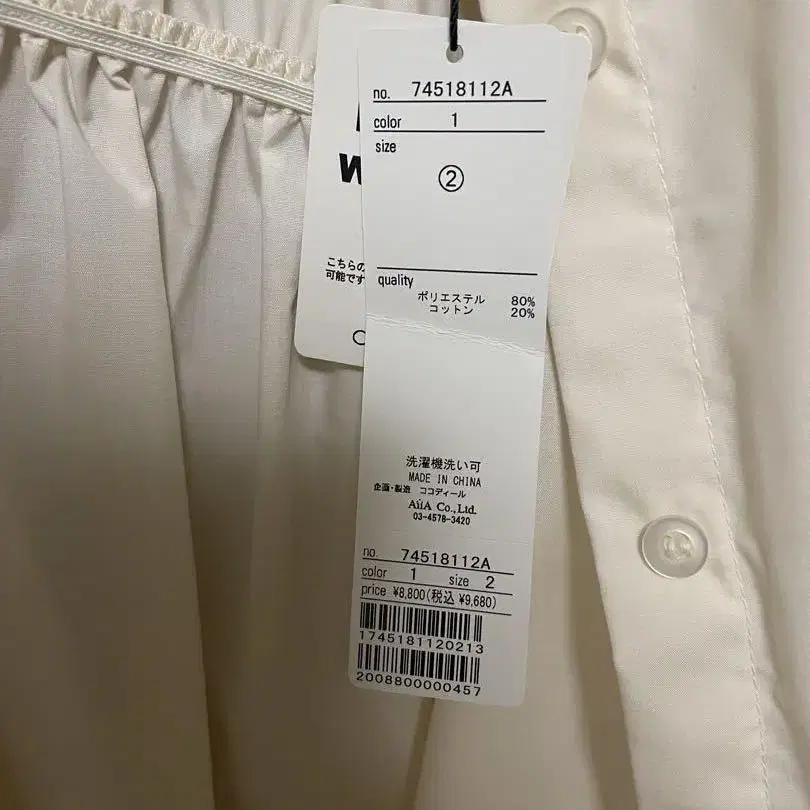 no. 74518112A
color 1
size
②
quality
ポリエステル 80%
コットン 20%
洗濯機洗い可
MADE IN CHINA
企画・製造 ココディール
AiiA Co.,Ltd.
03-4578-3420
no. 74518112A
color 1 size 2
price ¥8,800(税込 ¥9,680)
1745181120213
2008800000457
W
こちらの
可能です